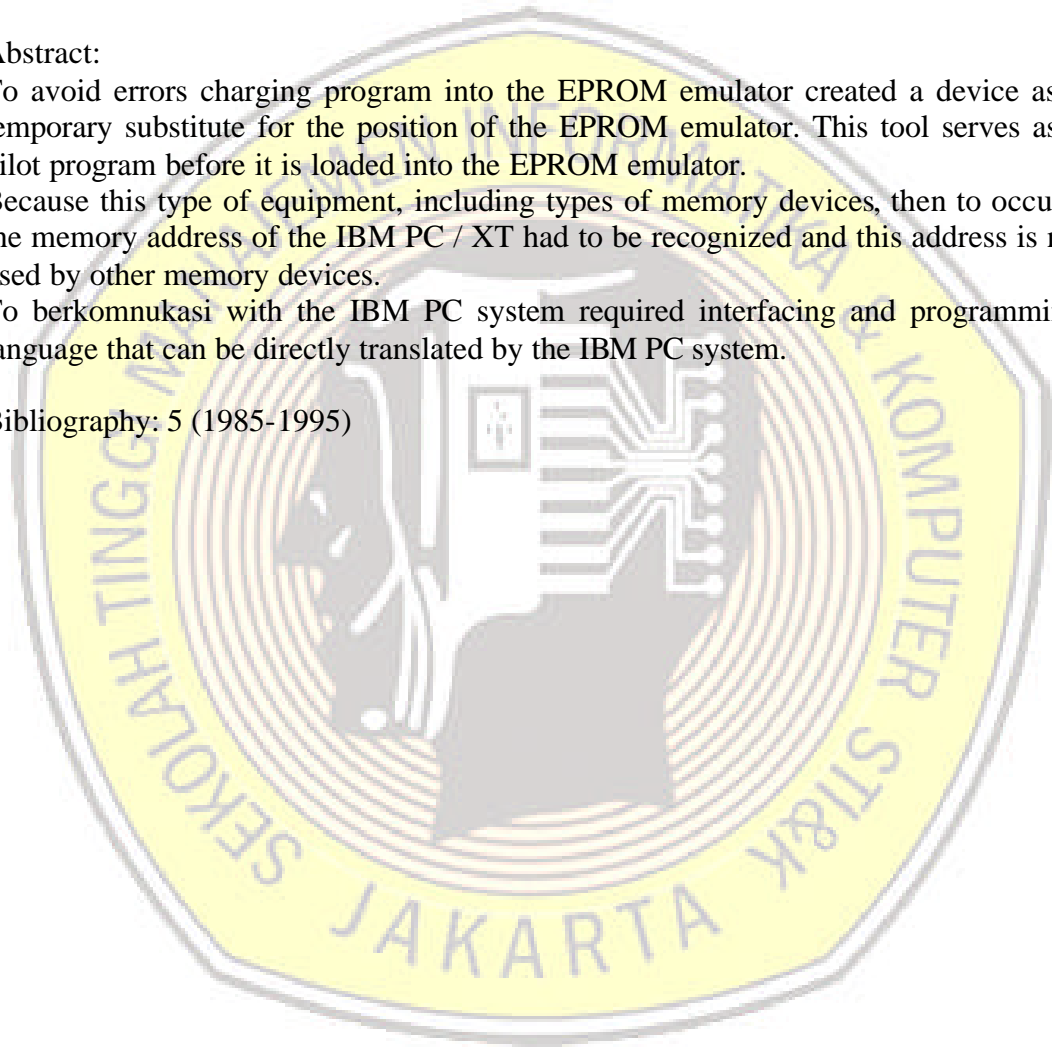 Abstract:
To avoid errors charging program into the EPROM emulator created a device as
temporary substitute for the position of the EPROM emulator. This tool serves as
pilot program before it is loaded into the EPROM emulator.
Because this type of equipment, including types of memory devices, then to occu
the memory address of the IBM PC / XT had to be recognized and this address is n
used by other memory devices.
To berkomnukasi with the IBM PC system required interfacing and programmin
language that can be directly translated by the IBM PC system.
Bibliography: 5 (1985-1995)
SEKOLAH TINGGI MANAGEMEN INFORMATIKA & KOMPUTER STI&K
JAKARTA